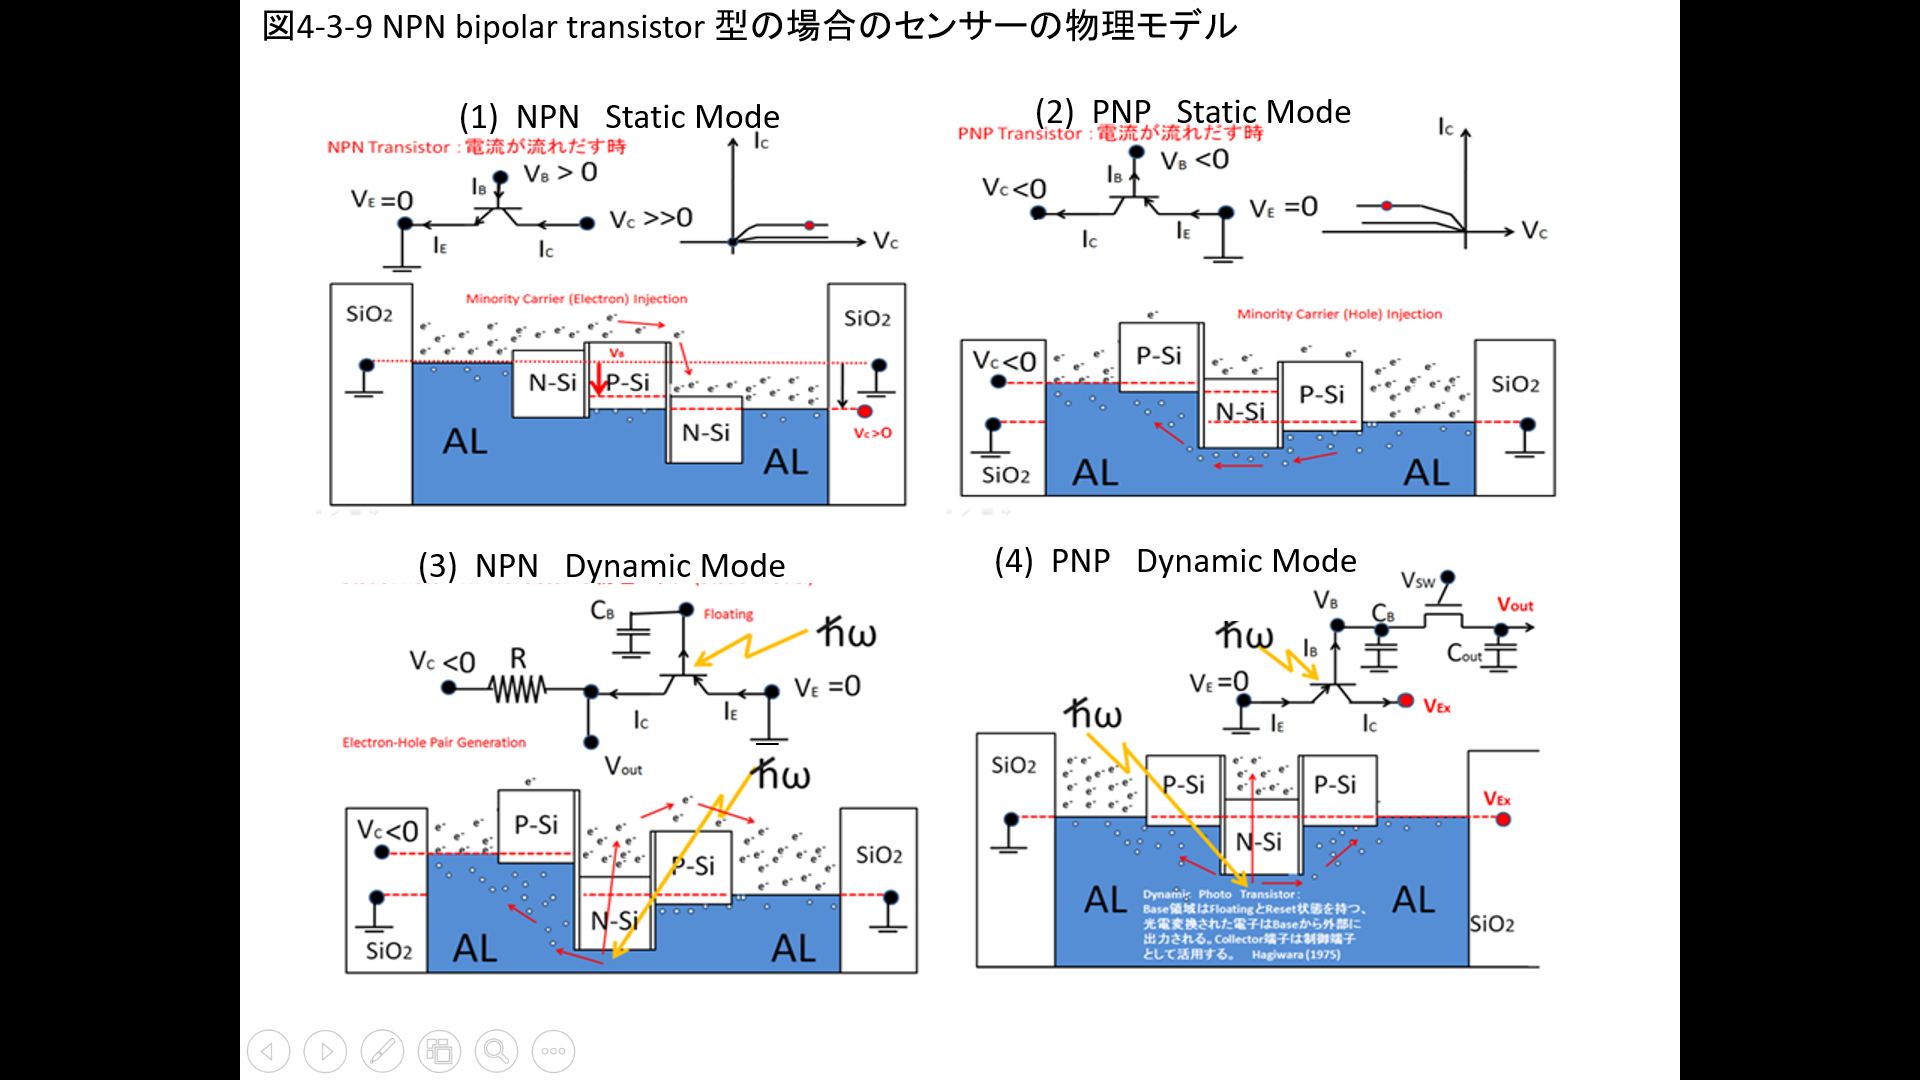 図4-3-9 NPN bipolar transistor 型の場合のセンサーの物理モデル
(1) NPN Static Mode
NPN Transistor : 電流が流れだす時
IC
VB > 0
IB
VE =0
VC >>0
IE
IC
VC
Minority Carrier (Electron) Injection
SiO2
SiO2
VB
N-Si
P-Si
N-Si
VC>0
AL
AL
(2) PNP Static Mode
PNP Transistor : 電流が流れだす時
IC
VB <0
IB
VC <0
VE =0
IC
IE
VC
Minority Carrier (Hole) Injection
VC <0
P-Si
N-Si
P-Si
SiO2
SiO2
AL
AL
(3) NPN Dynamic Mode
CB
Floating
ħω
VC <0
R
VE =0
IC
IE
Electron-Hole Pair Generation
Vout
ħω
VC <0
P-Si
N-Si
P-Si
SiO2
SiO2
AL
AL
(4) PNP Dynamic Mode
VSW
VB
CB
Vout
ħω
IB
Cout
VE=0
VEx
IE
IC
ħω
SiO2
P-Si
P-Si
VEx
N-Si
AL
AL
SiO2
Dynamic Photo Transistor :
Base領域はFloatingとReset状態を持つ、
光電変換された電子はBaseから外部に
出力される。Collector端子は制御端子
として活用する。 Hagiwara (1975)